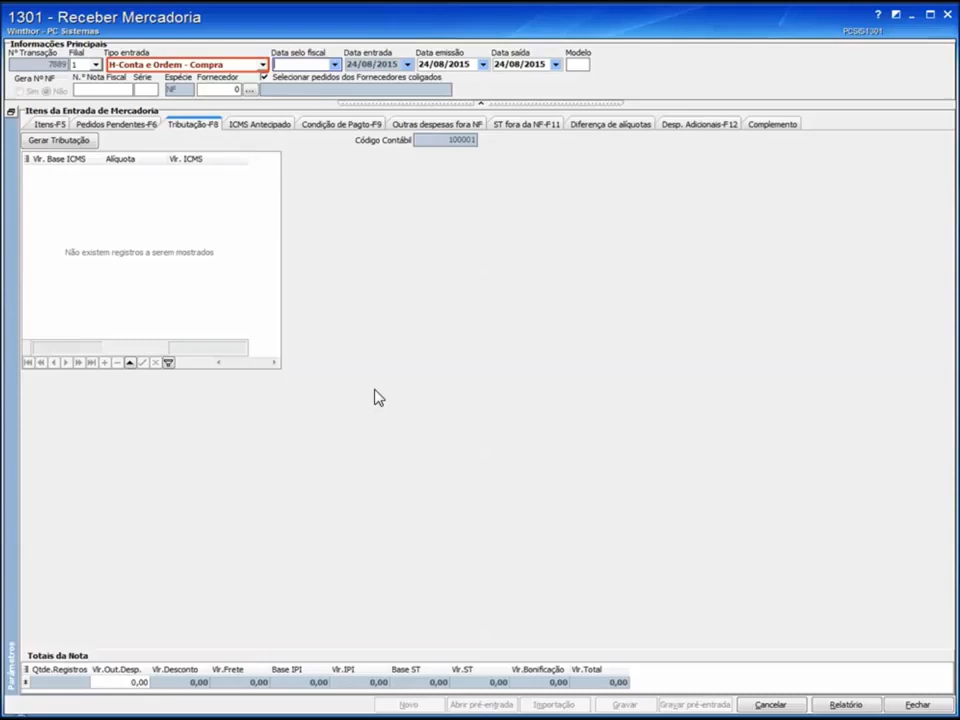 1301 - Receber Mercadoria
Winthor - PC Sistemas
PCSIS1301
Informações Principais
Nº Transação Filial Tipo entrada Data selo fiscal Data entrada Data emissão Data saída Modelo
7889 1 H-Conta e Ordem - Compra 24/08/2015 24/08/2015 24/08/2015
Gera Nº NF N.º Nota Fiscal Série Espécie Fornecedor Selecionar pedidos dos Fornecedores coligados
Sim Não NF 0 ...
Itens da Entrada de Mercadoria
Itens-F5 Pedidos Pendentes-F6 Tributação-F8 ICMS Antecipado Condição de Pagto-F9 Outras despesas fora NF ST fora da NF-F11 Diferença de alíquotas Desp. Adicionais-F12 Complemento
Gerar Tributação Código Contábil 100001
Vlr. Base ICMS Alíquota Vlr. ICMS
Não existem registros a serem mostrados
Parâmetros
Totais da Nota
Qtde.Registros Vlr.Out.Desp. Vlr.Desconto Vlr.Frete Base IPI Vlr.IPI Base ST Vlr.ST Vlr.Bonificação Vlr.Total
0,00 0,00 0,00 0,00 0,00 0,00 0,00 0,00 0,00
Novo Abrir pré-entrada Importação Gravar Gravar pré-entrada Cancelar Relatório Fechar